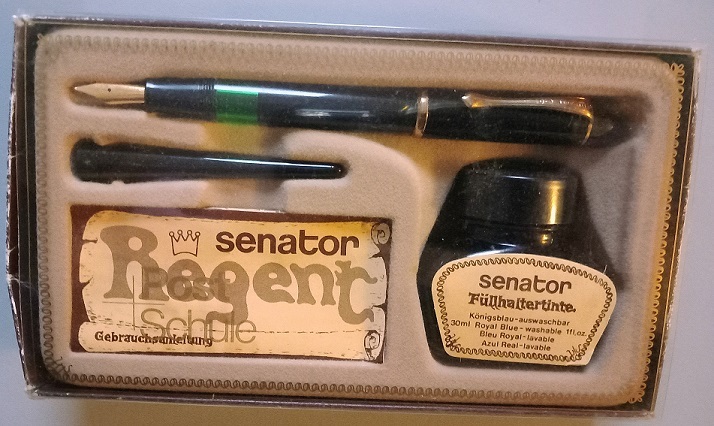 senator
Regent
Post
Schule
Gebrauchsanleitung
senator
Füllhaltertinte.
Königsblau-auswaschbar
30ml Royal Blue-washable 1fl.oz.
Bleu Royal-lavable
Azul Real-lavable